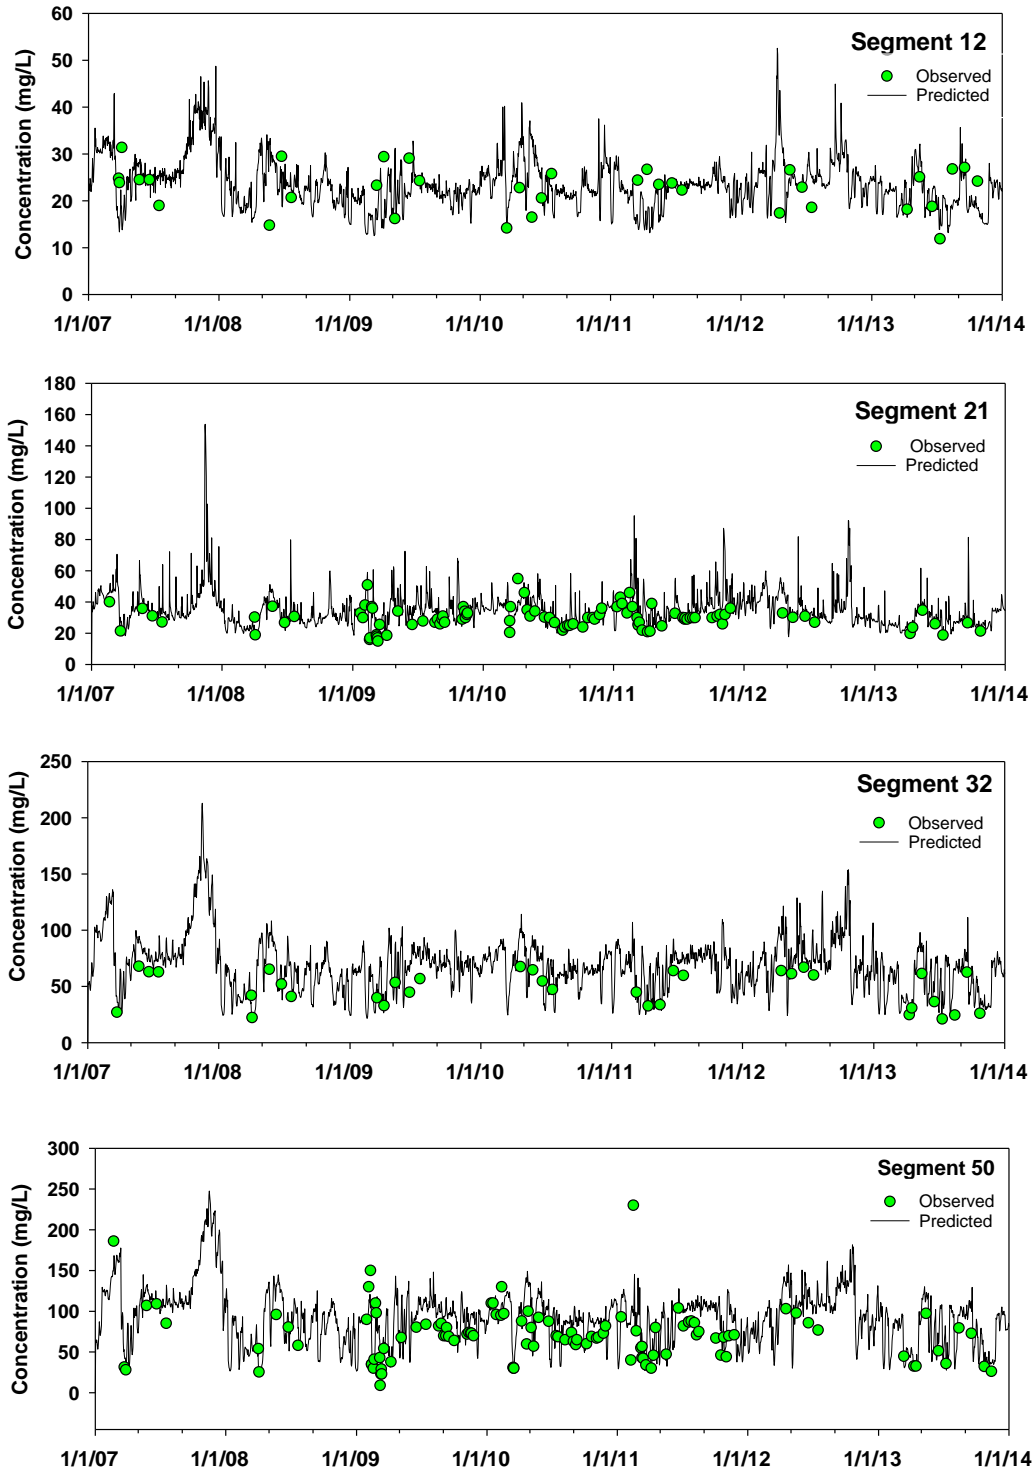 60
50
40
30
20
10
0
Concentration (mg/L)
Segment 12
Observed
Predicted
1/1/07 1/1/08 1/1/09 1/1/10 1/1/11 1/1/12 1/1/13 1/1/14
180
160
140
120
100
80
60
40
20
0
Concentration (mg/L)
Segment 21
Observed
Predicted
1/1/07 1/1/08 1/1/09 1/1/10 1/1/11 1/1/12 1/1/13 1/1/14
250
200
150
100
50
0
Concentration (mg/L)
Segment 32
Observed
Predicted
1/1/07 1/1/08 1/1/09 1/1/10 1/1/11 1/1/12 1/1/13 1/1/14
300
250
200
150
100
50
0
Concentration (mg/L)
Segment 50
Observed
Predicted
1/1/07 1/1/08 1/1/09 1/1/10 1/1/11 1/1/12 1/1/13 1/1/14